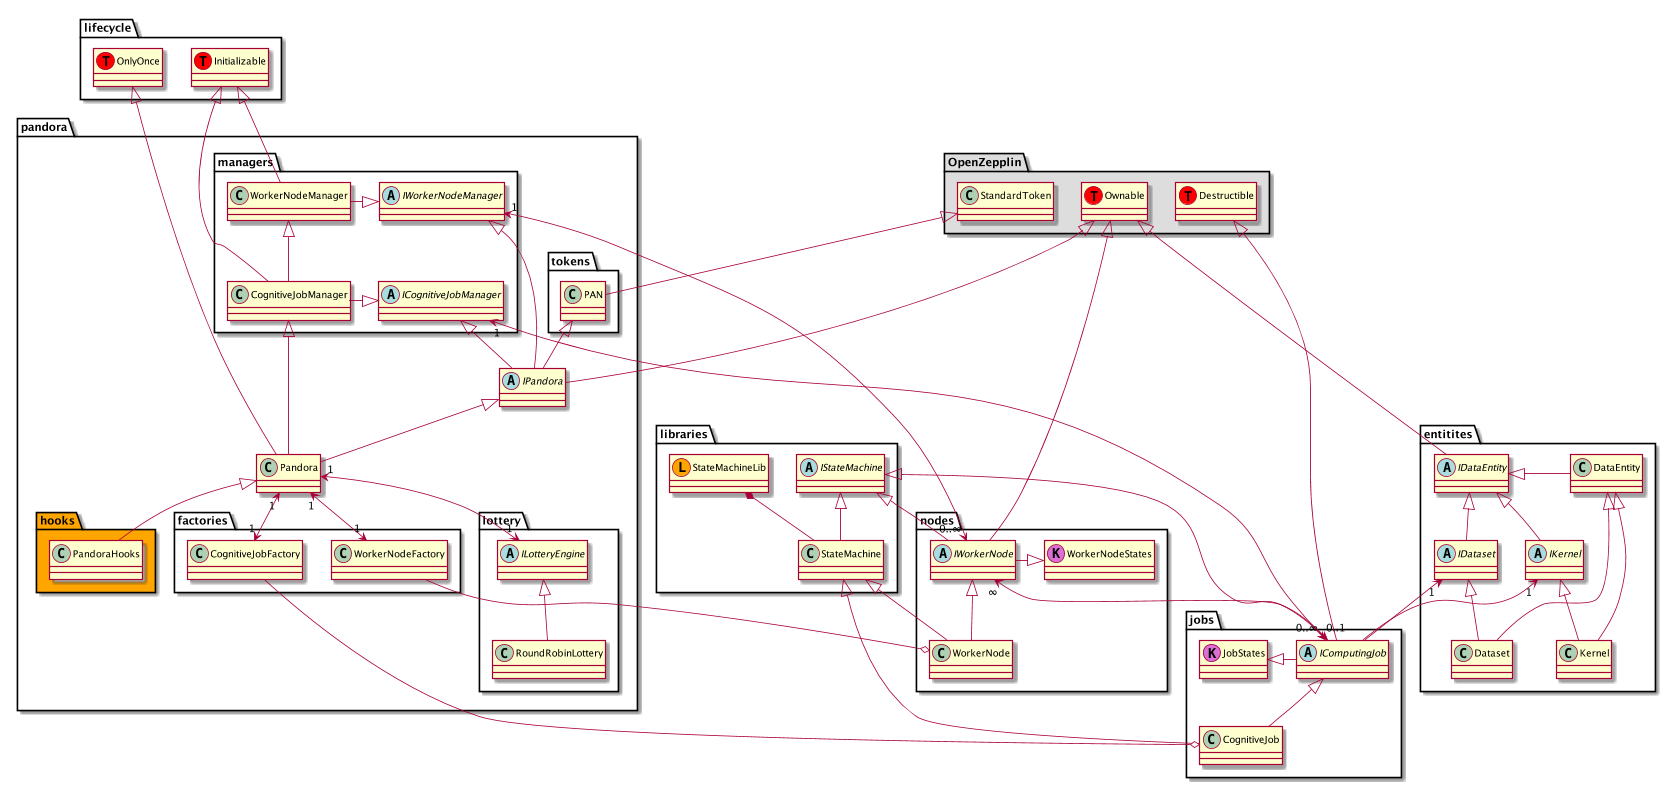 lifecycle
T OnlyOnce
T Initializable
pandora
managers
C WorkerNodeManager
A IWorkerNodeManager
1
OpenZepplin
C StandardToken
T Ownable
T Destructible
tokens
C PAN
C CognitiveJobManager
A ICognitiveJobManager
1
A IPandora
libraries
L StateMachineLib
A IStateMachine
entitites
A IDataEntity
C DataEntity
C Pandora
1
1
1
hooks
C PandoraHooks
factories
1
1
C CognitiveJobFactory
C WorkerNodeFactory
lottery
1
A ILotteryEngine
C RoundRobinLottery
C StateMachine
nodes
0..∞
A IWorkerNode
K WorkerNodeStates
∞
C WorkerNode
A IDataset
A IKernel
1
1
C Dataset
C Kernel
jobs
0..∞
0..1
K JobStates
A IComputingJob
C CognitiveJob